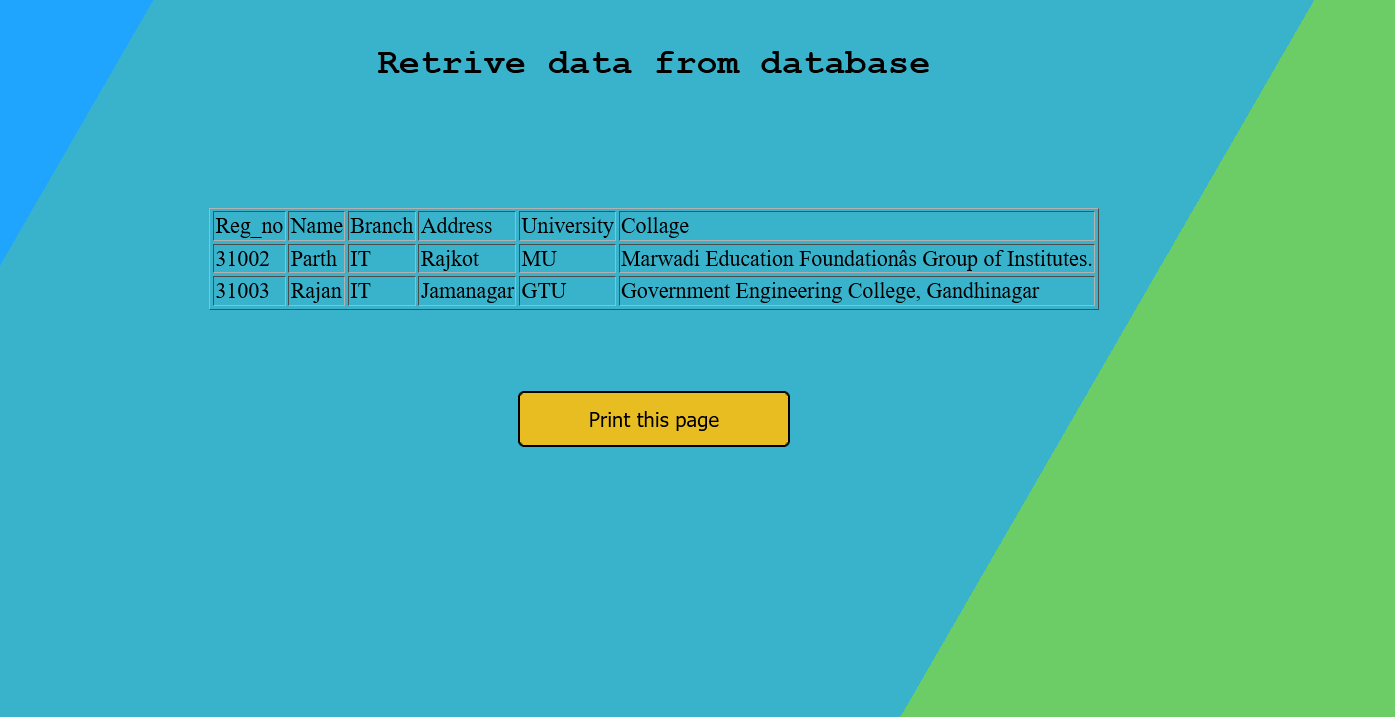 Retrive data from database
Reg_no Name Branch Address University Collage
31002 Parth IT Rajkot MU Marwadi Education Foundationâs Group of Institutes.
31003 Rajan IT Jamanagar GTU Government Engineering College, Gandhinagar
Print this page